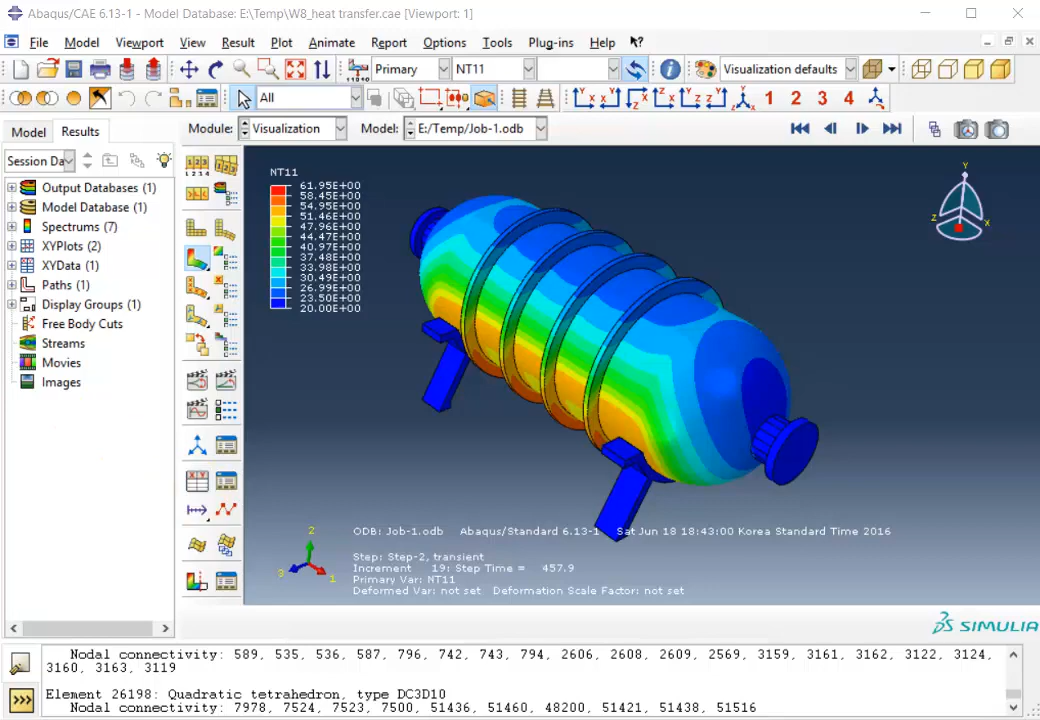 Abaqus/CAE 6.13-1 - Model Database: E:\Temp\W8_heat transfer.cae [Viewport: 1]
File Model Viewport View Result Plot Animate Report Options Tools Plug-ins Help
Primary NT11 Visualization defaults
All 1 2 3 4
Model Results Module: Visualization Model: E:/Temp/Job-1.odb
Session Da
Output Databases (1)
Model Database (1)
Spectrums (7)
XYPlots (2)
XYData (1)
Paths (1)
Display Groups (1)
Free Body Cuts
Streams
Movies
Images
NT11
61.95E+00
58.45E+00
54.95E+00
51.46E+00
47.96E+00
44.47E+00
40.97E+00
37.48E+00
33.98E+00
30.49E+00
26.99E+00
23.50E+00
20.00E+00
Y
Z
X
2
3
1
ODB: Job-1.odb Abaqus/Standard 6.13-1 Sat Jun 18 18:43:00 Korea Standard Time 2016
Step: Step-2, transient
Increment 19: Step Time = 457.9
Primary Var: NT11
Deformed Var: not set Deformation Scale Factor: not set
SIMULIA
Nodal connectivity: 589, 535, 536, 587, 796, 742, 743, 794, 2606, 2608, 2609, 2569, 3159, 3161, 3162, 3122, 3124,
3160, 3163, 3119
Element 26198: Quadratic tetrahedron, type DC3D10
Nodal connectivity: 7978, 7524, 7523, 7500, 51436, 51460, 48200, 51421, 51438, 51516
>>>